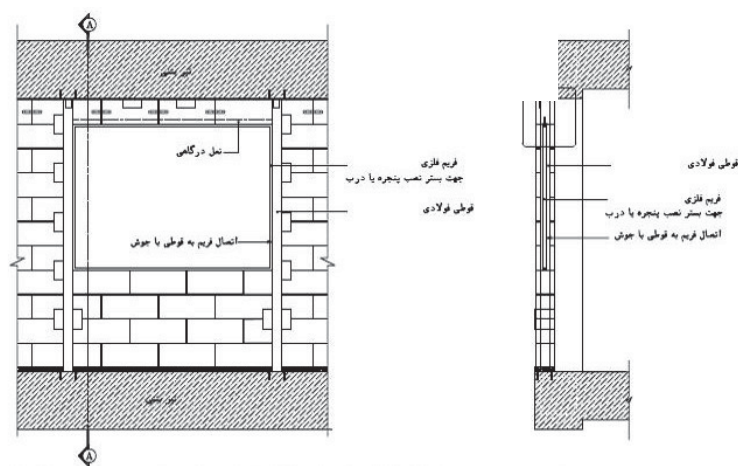 A
تیر بتنی
نعل درگاهی
فریم فلزی
جهت بستر نصب پنجره یا درب
قوطی فولادی
اتصال فریم به قوطی با جوش
تیر بتنی
A
قوطی فولادی
فریم فلزی
جهت بستر نصب پنجره یا درب
اتصال فریم به قوطی با جوش